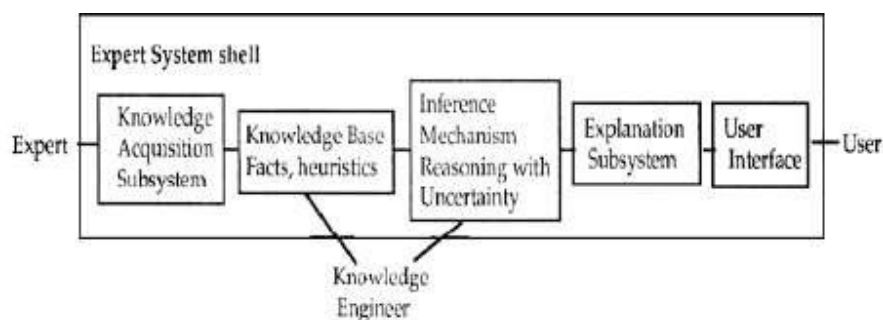 Expert System shell
Expert
Knowledge
Acquisition
Subsystem
Knowledge Base
Facts, heuristics
Inference
Mechanism
Reasoning with
Uncertainty
Explanation
Subsystem
User
Interface
User
Knowledge
Engineer